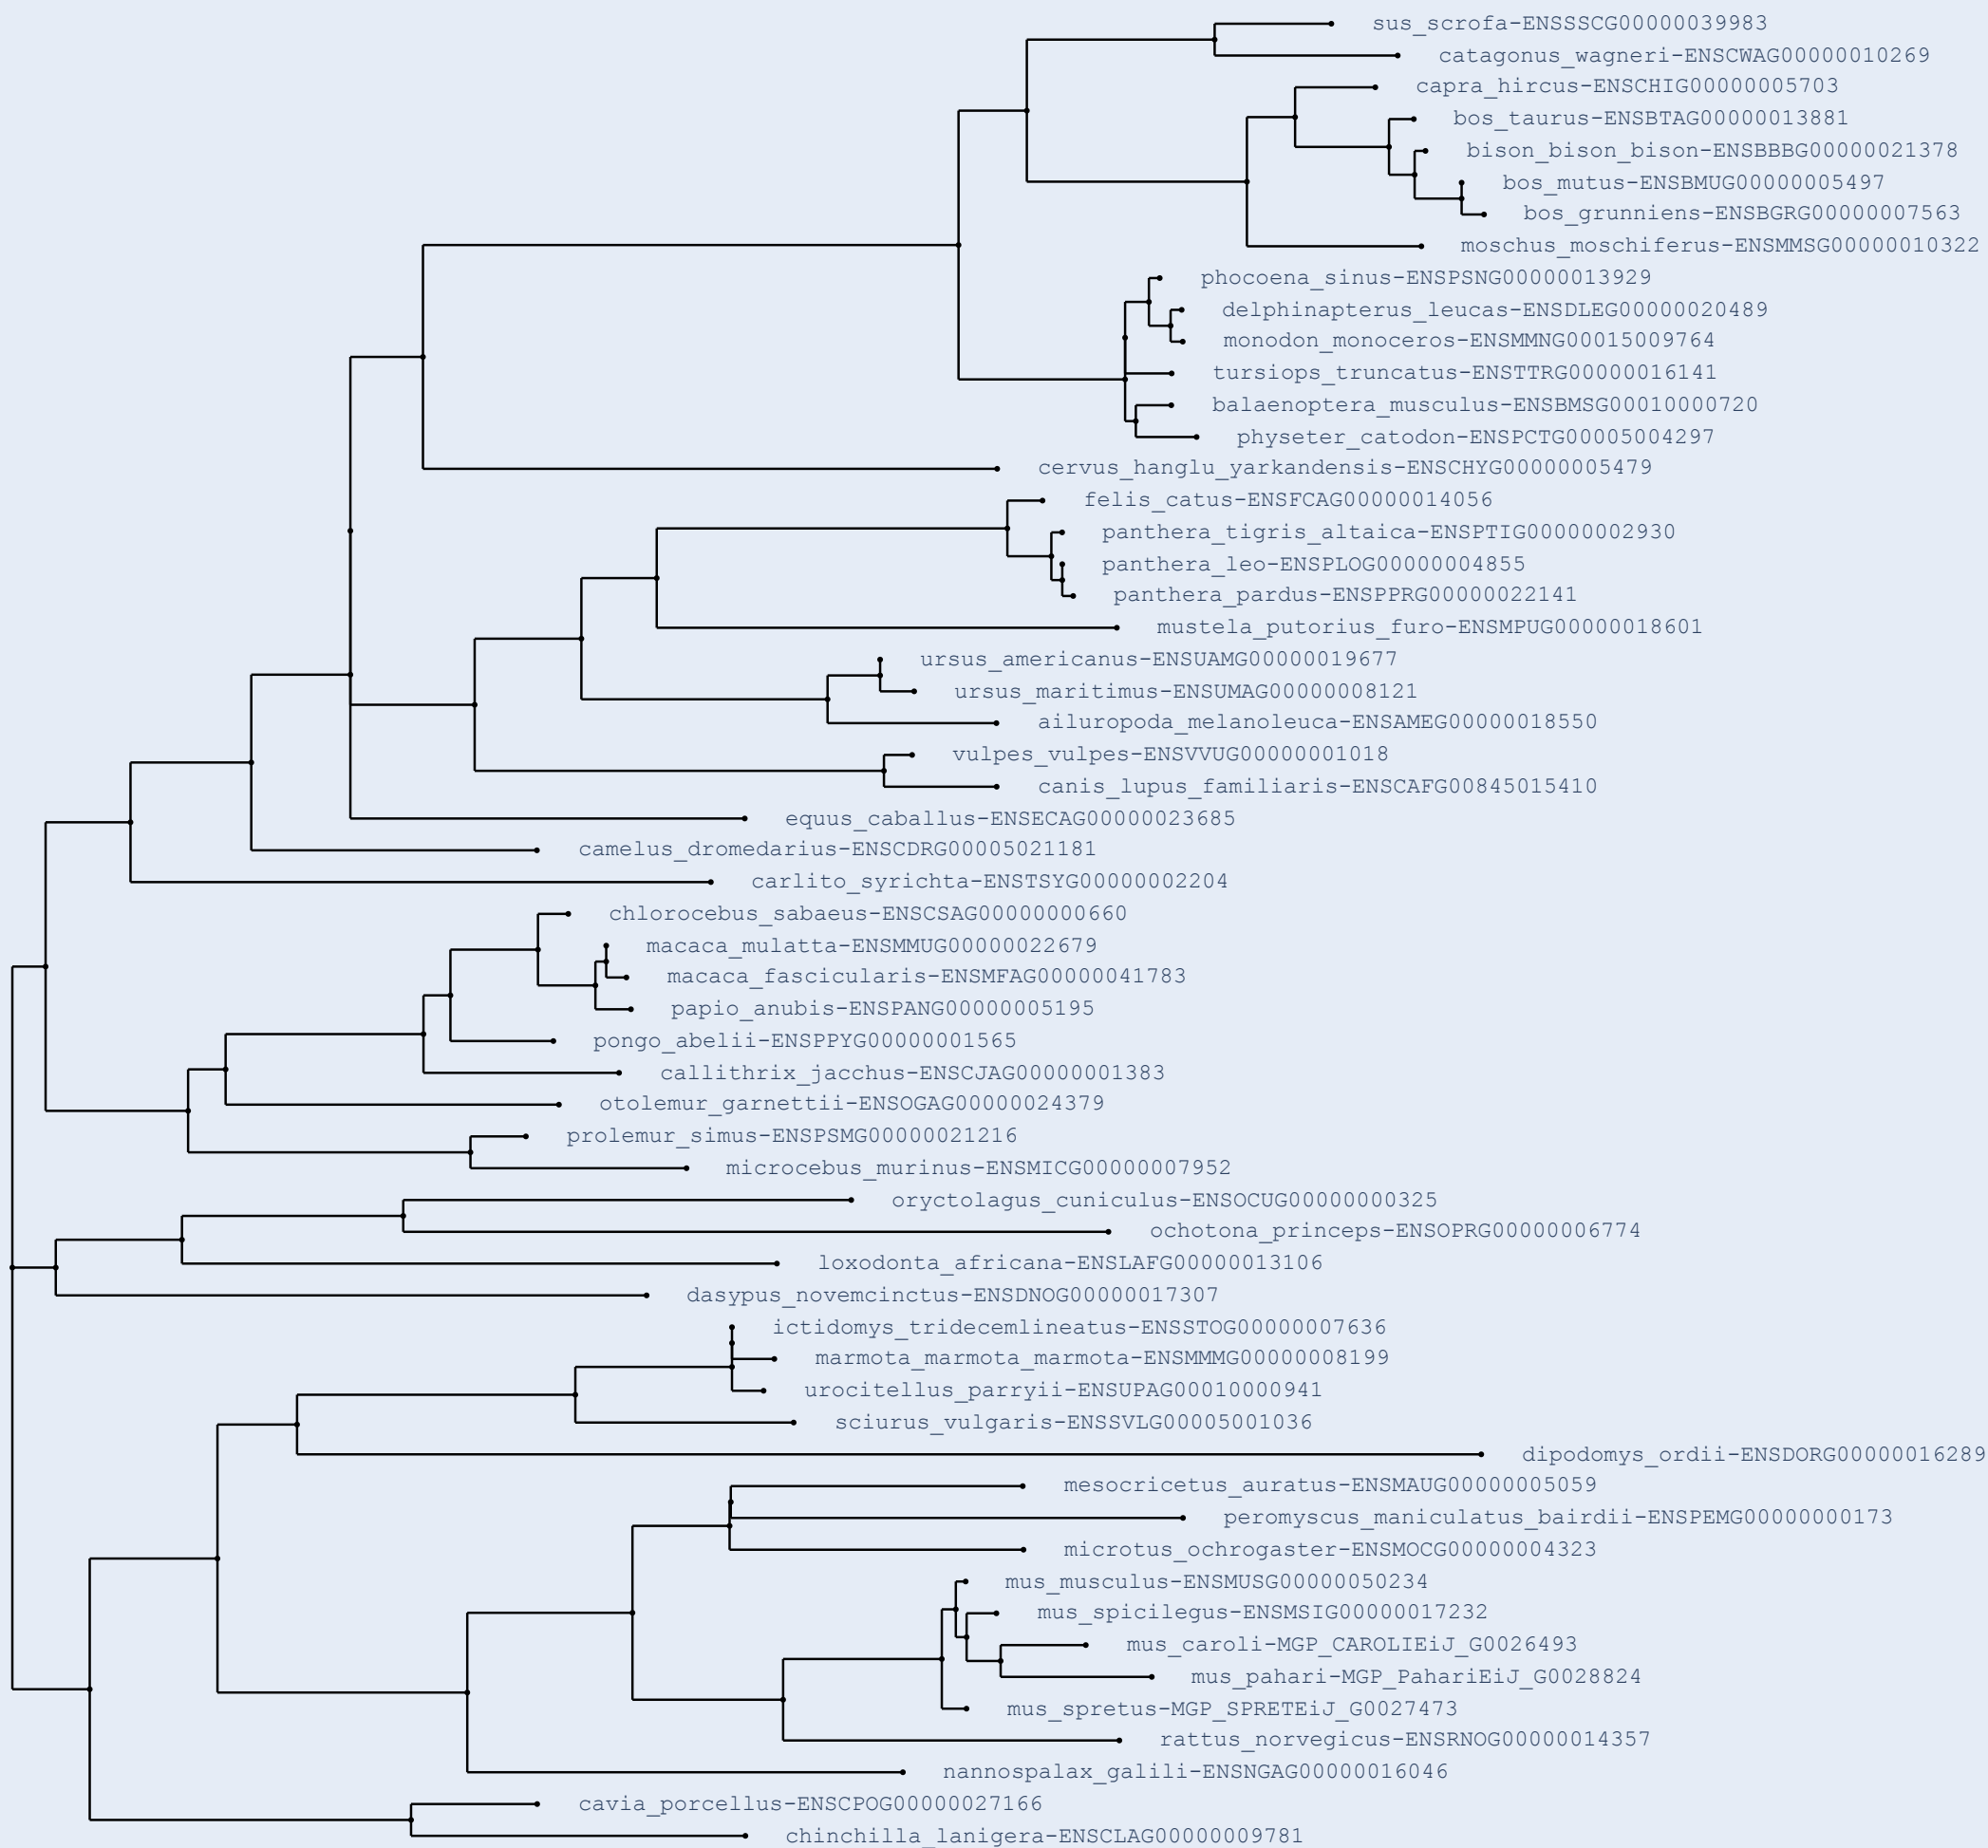 sus_scrofa-ENSSSCG00000039983
catagonus_wagneri-ENSCWAG00000010269
capra_hircus-ENSCHIG00000005703
bos_taurus-ENSBTAG00000013881
bison_bison_bison-ENSBBBG00000021378
bos_mutus-ENSBMUG00000005497
bos_grunniens-ENSBGRG00000007563
moschus_moschiferus-ENSMMSG00000010322
phocoena_sinus-ENSPSNG00000013929
delphinapterus_leucas-ENSDLEG00000020489
monodon_monoceros-ENSMMNG00015009764
tursiops_truncatus-ENSTTRG00000016141
balaenoptera_musculus-ENSBMSG00010000720
physeter_catodon-ENSPCTG00005004297
cervus_hanglu_yarkandensis-ENSCHYG00000005479
felis_catus-ENSFCAG00000014056
panthera_tigris_altaica-ENSPTIG00000002930
panthera_leo-ENSPLOG00000004855
panthera_pardus-ENSPPRG00000022141
mustela_putorius_furo-ENSMPUG00000018601
ursus_americanus-ENSUAMG00000019677
ursus_maritimus-ENSUMAG00000008121
ailuropoda_melanoleuca-ENSAMEG00000018550
vulpes_vulpes-ENSVVUG00000001018
canis_lupus_familiaris-ENSCAFG00845015410
equus_caballus-ENSECAG00000023685
camelus_dromedarius-ENSCDRG00005021181
carlito_syrichta-ENSTSYG00000002204
chlorocebus_sabaeus-ENSCSAG00000000660
macaca_mulatta-ENSMMUG00000022679
macaca_fascicularis-ENSMFAG00000041783
papio_anubis-ENSPANG00000005195
pongo_abelii-ENSPPYG00000001565
callithrix_jacchus-ENSCJAG00000001383
otolemur_garnettii-ENSOGAG00000024379
prolemur_simus-ENSPSMG00000021216
microcebus_murinus-ENSMICG00000007952
oryctolagus_cuniculus-ENSOCUG00000000325
ochotona_princeps-ENSOPRG00000006774
loxodonta_africana-ENSLAFG00000013106
dasypus_novemcinctus-ENSDNOG00000017307
ictidomys_tridecemlineatus-ENSSTOG00000007636
marmota_marmota_marmota-ENSMMMG00000008199
urocitellus_parryii-ENSUPAG00010000941
sciurus_vulgaris-ENSSVLG00005001036
dipodomys_ordii-ENSDORG00000016289
mesocricetus_auratus-ENSMAUG00000005059
peromyscus_maniculatus_bairdii-ENSPEMG00000000173
microtus_ochrogaster-ENSMOCG00000004323
mus_musculus-ENSMUSG00000050234
mus_spicilegus-ENSMSIG00000017232
mus_caroli-MGP_CAROLIEiJ_G0026493
mus_pahari-MGP_PahariEiJ_G0028824
mus_spretus-MGP_SPRETEiJ_G0027473
rattus_norvegicus-ENSRNOG00000014357
nannospalax_galili-ENSNGAG00000016046
cavia_porcellus-ENSCPOG00000027166
chinchilla_lanigera-ENSCLAG00000009781